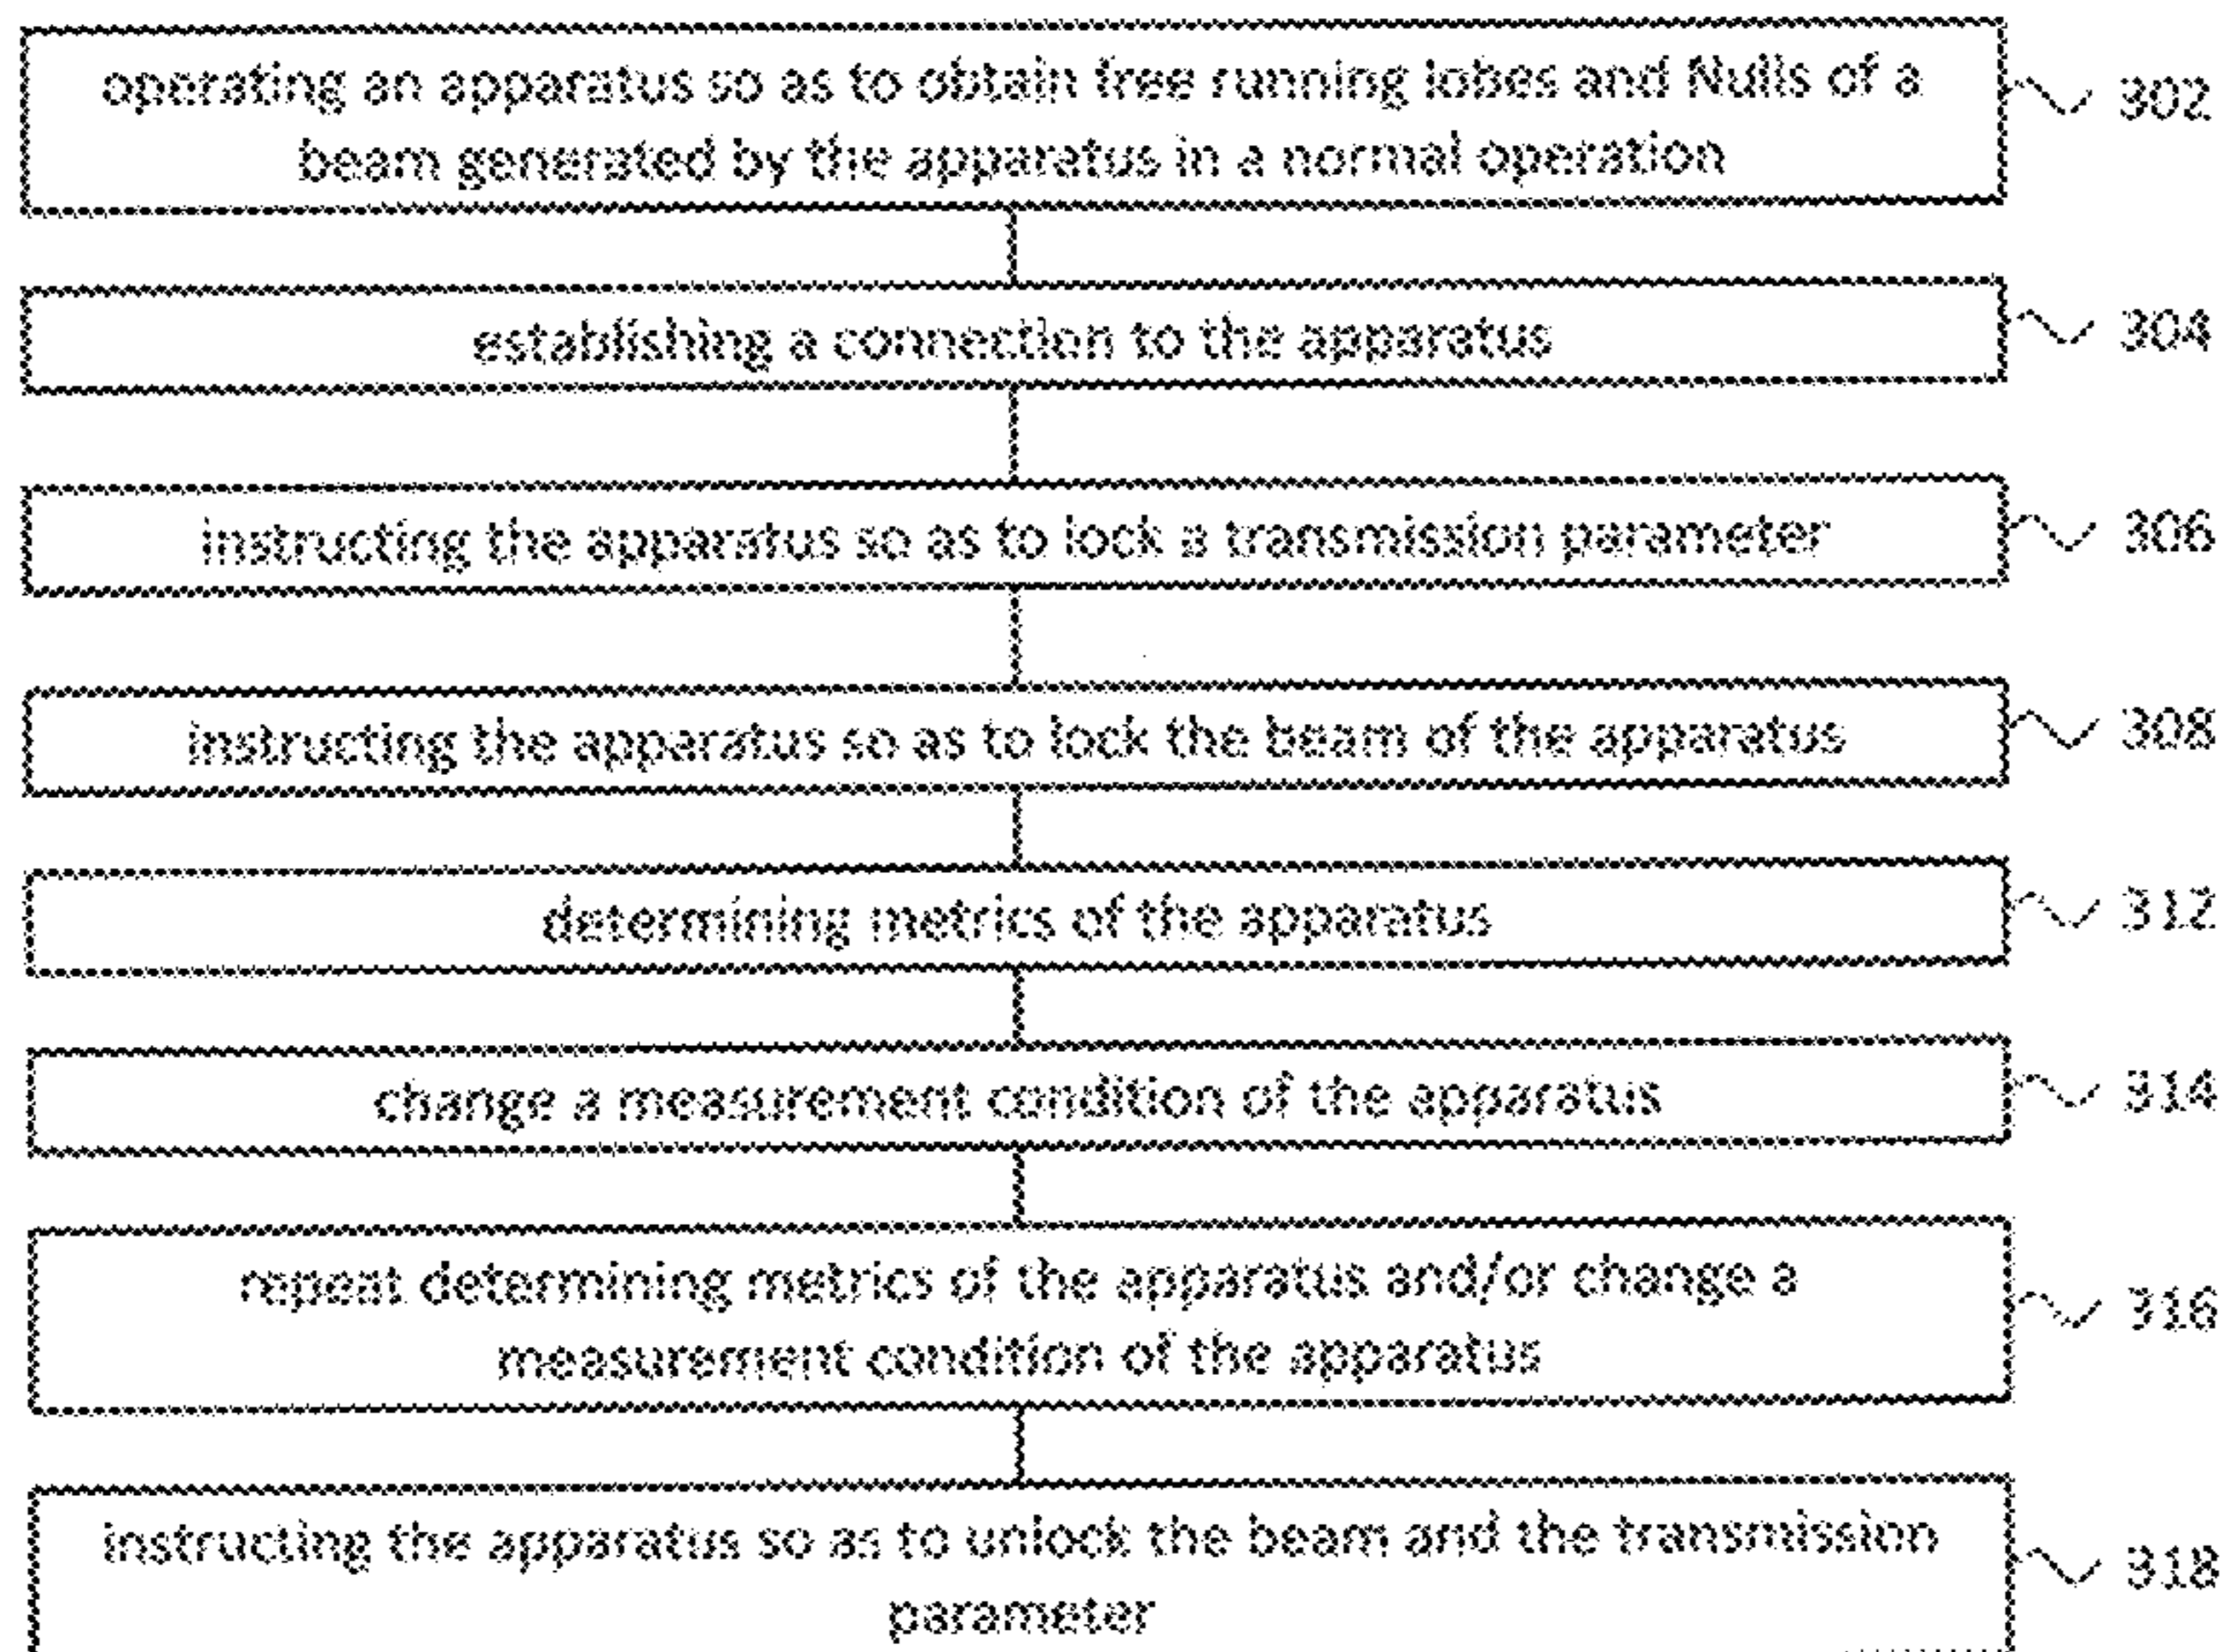 operating an apparatus so as to obtain free running lobes and Nulls of a
beam generated by the apparatus in a normal operation
302
establishing a connection to the apparatus
304
instructing the apparatus so as to lock a transmission parameter
306
instructing the apparatus so as to lock the beam of the apparatus
308
determining metrics of the apparatus
312
change a measurement condition of the apparatus
314
repeat determining metrics of the apparatus and/or change a
measurement condition of the apparatus
316
instructing the apparatus so as to unlock the beam and the transmission
parameter
318